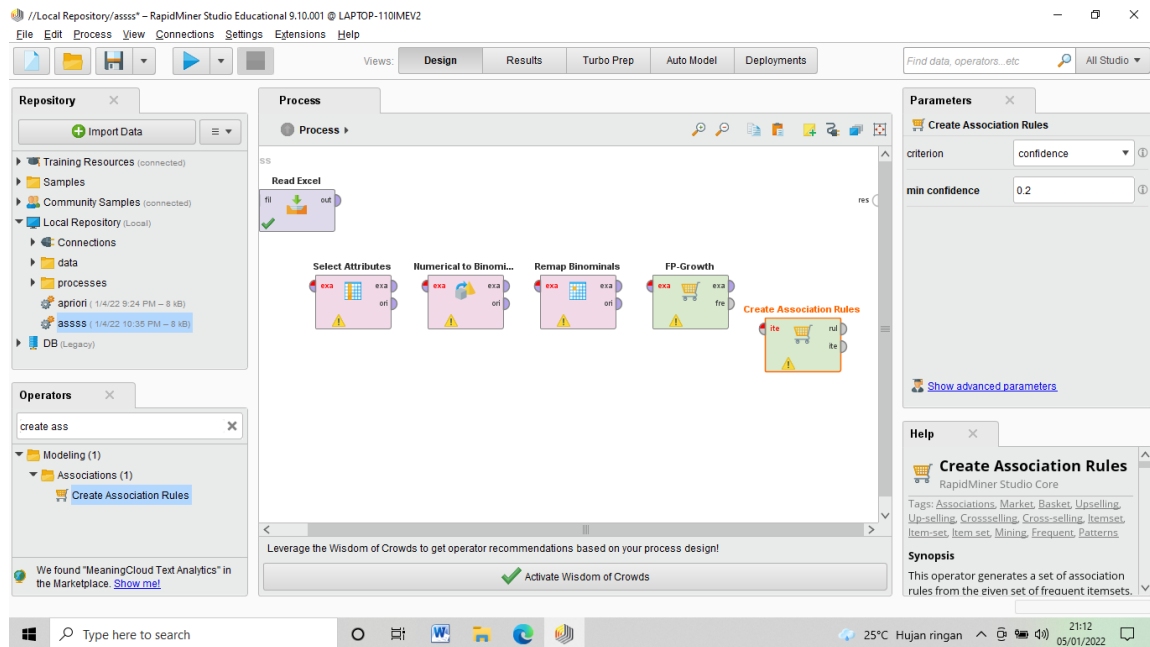 //Local Repository/assss* – RapidMiner Studio Educational 9.10.001 @ LAPTOP-110IMEV2
File Edit Process View Connections Settings Extensions Help
Views: Design Results Turbo Prep Auto Model Deployments
Find data, operators...etc All Studio
Repository
Import Data
Training Resources (connected)
Samples
Community Samples (connected)
Local Repository (Local)
Connections
data
processes
apriori ( 1/4/22 9:24 PM – 8 kB)
assss ( 1/4/22 10:35 PM – 8 kB)
DB (Legacy)
Operators
create ass
Modeling (1)
Associations (1)
Create Association Rules
We found "MeaningCloud Text Analytics" in
the Marketplace. Show me!
Process
Process
ss
Read Excel
fil out
res
Select Attributes
exa exa
ori
Numerical to Binomi...
exa exa
ori
Remap Binominals
exa exa
ori
FP-Growth
exa exa
fre
Create Association Rules
ite rul
ite
Leverage the Wisdom of Crowds to get operator recommendations based on your process design!
Activate Wisdom of Crowds
Parameters
Create Association Rules
criterion confidence
min confidence 0.2
Show advanced parameters
Help
Create Association Rules
RapidMiner Studio Core
Tags: Associations, Market, Basket, Upselling,
Up-selling, Crossselling, Cross-selling, Itemset,
Item-set, Item set, Mining, Frequent, Patterns
Synopsis
This operator generates a set of association
rules from the given set of frequent itemsets.
Type here to search
25°C Hujan ringan
21:12
05/01/2022